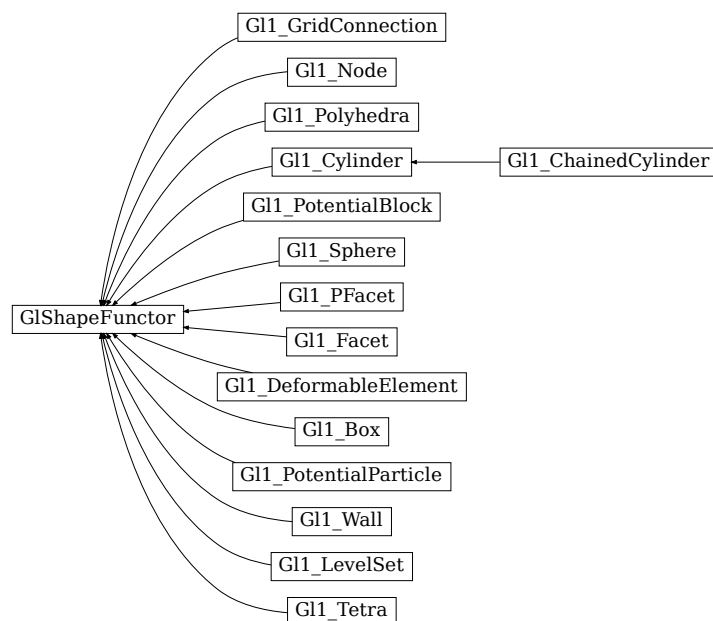 Gl1_GridConnection
Gl1_Node
Gl1_Polyhedra
Gl1_Cylinder
Gl1_ChainedCylinder
Gl1_PotentialBlock
Gl1_Sphere
Gl1_PFacet
GlShapeFunctor
Gl1_Facet
Gl1_DeformableElement
Gl1_Box
Gl1_PotentialParticle
Gl1_Wall
Gl1_LevelSet
Gl1_Tetra